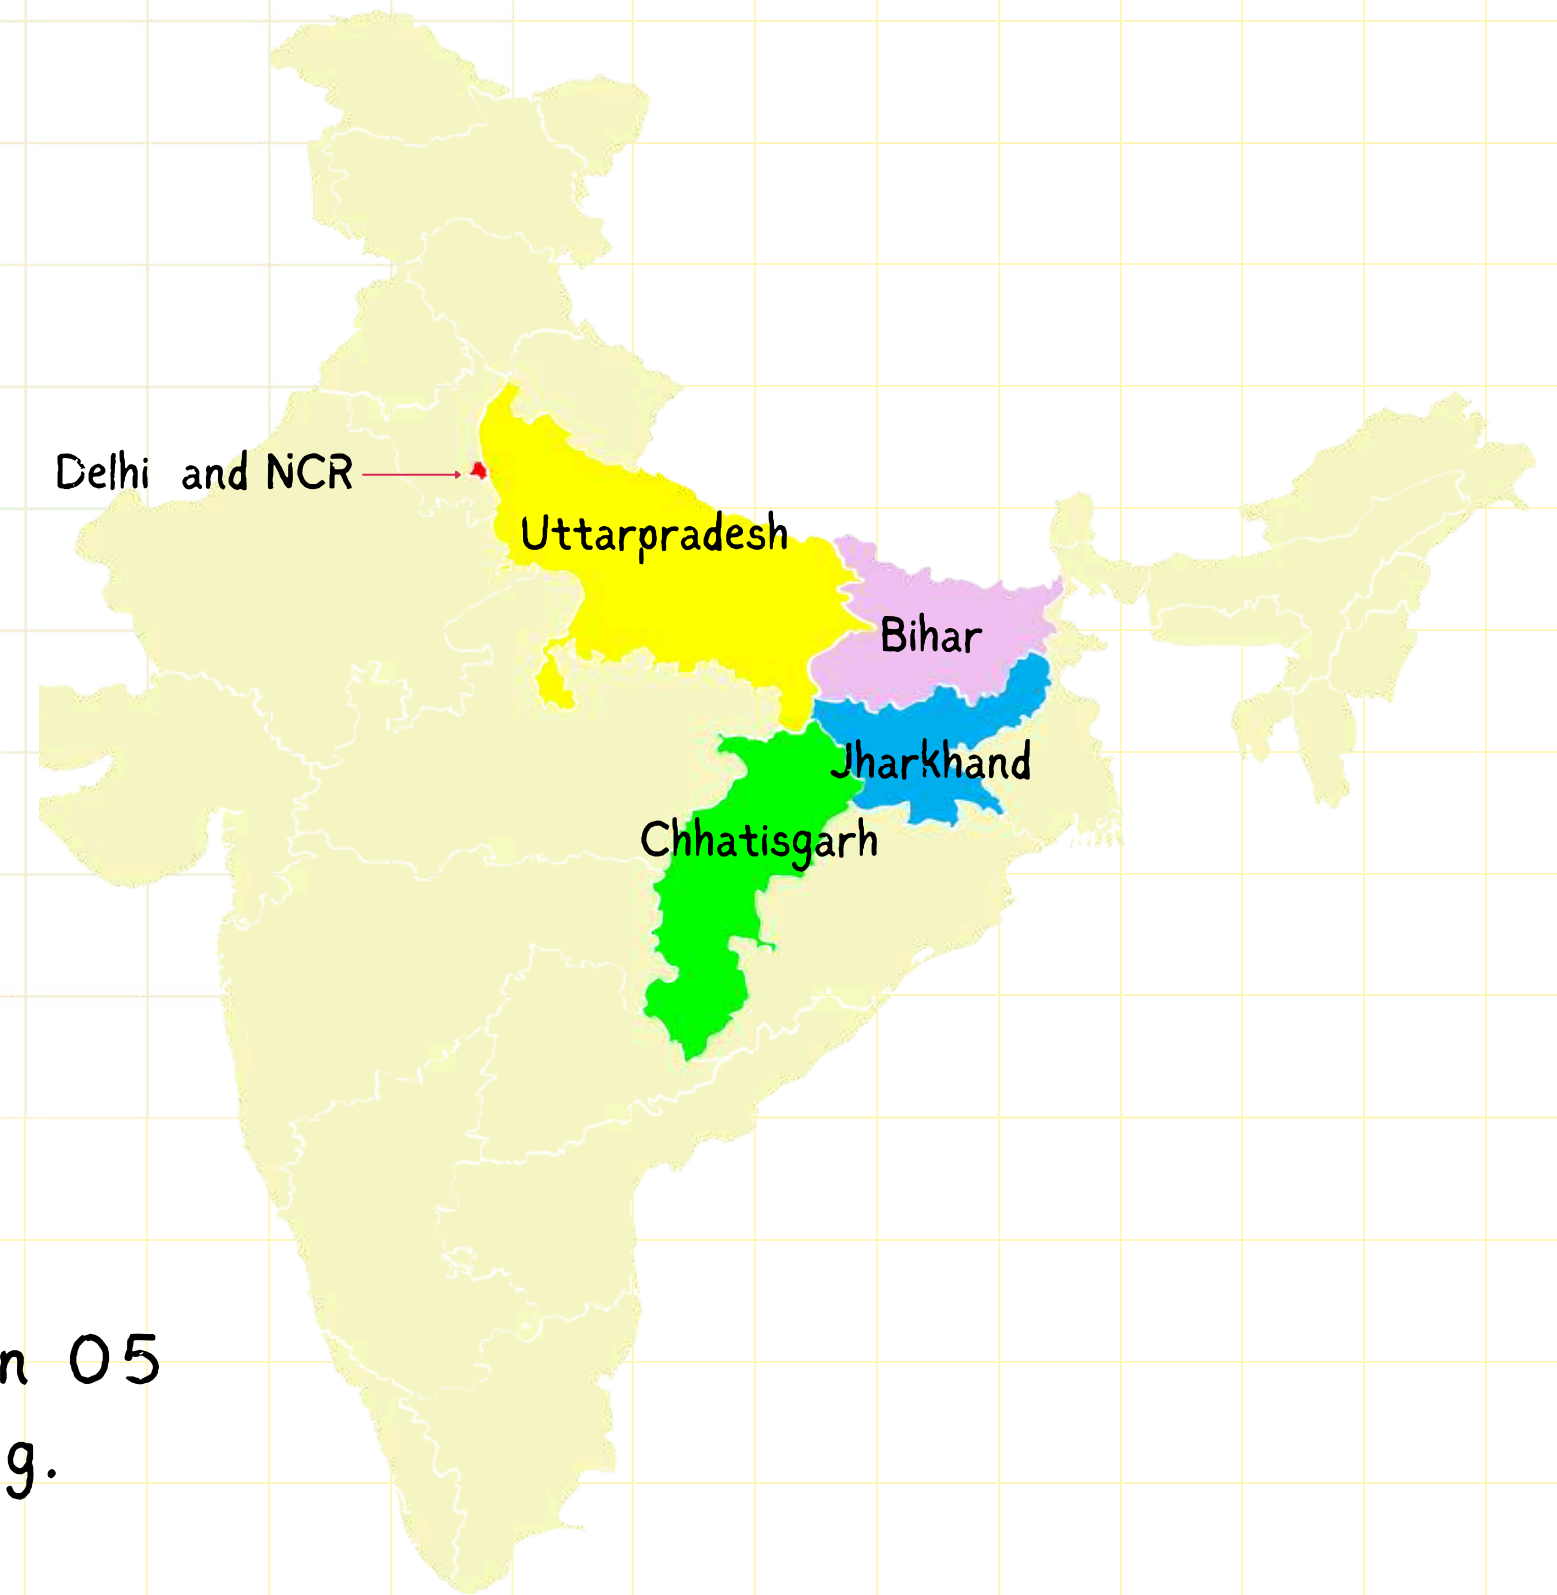 Delhi and NCR
Uttarpradesh
Bihar
Jharkhand
Chhatisgarh
n 05
g.